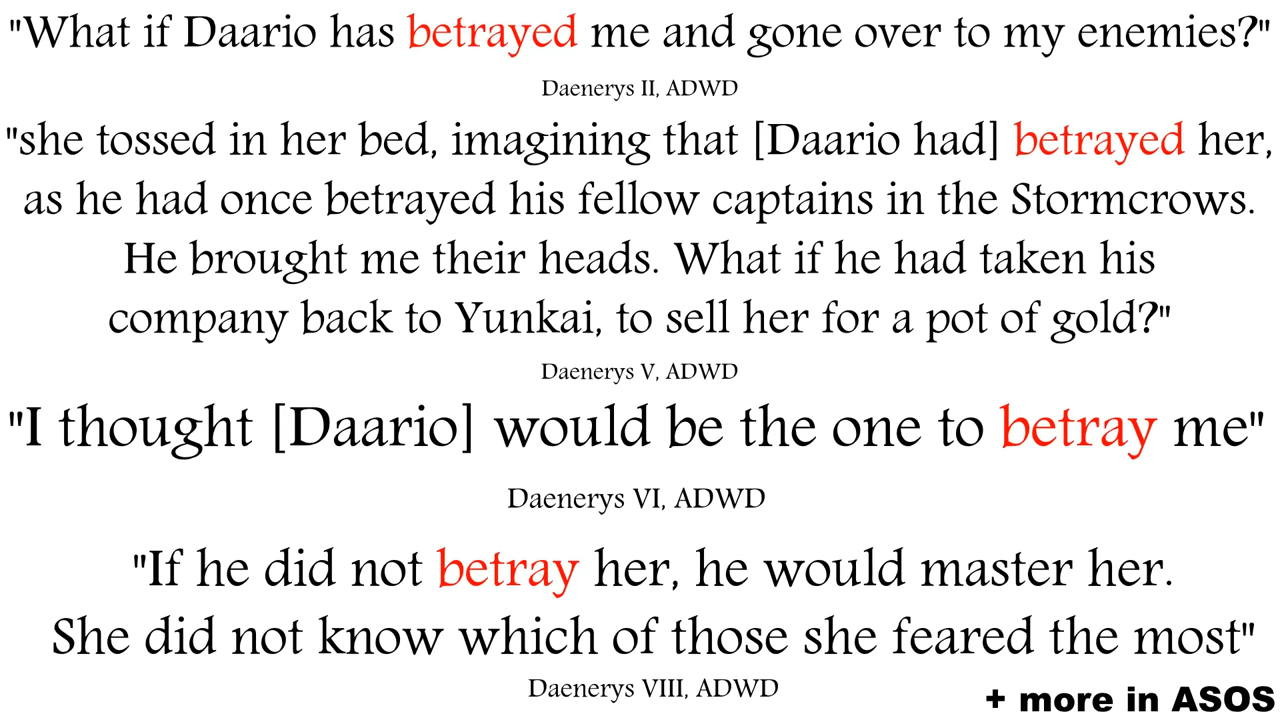 "What if Daario has betrayed me and gone over to my enemies?"
Daenerys II, ADWD
"she tossed in her bed, imagining that [Daario had] betrayed her,
as he had once betrayed his fellow captains in the Stormcrows.
He brought me their heads. What if he had taken his
company back to Yunkai, to sell her for a pot of gold?"
Daenerys V, ADWD
"I thought [Daario] would be the one to betray me"
Daenerys VI, ADWD
"If he did not betray her, he would master her.
She did not know which of those she feared the most"
Daenerys VIII, ADWD
+ more in ASOS